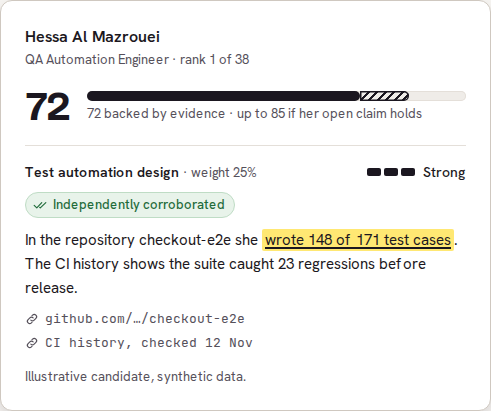 Hessa Al Mazrouei
QA Automation Engineer · rank 1 of 38
72
72 backed by evidence · up to 85 if her open claim holds
Test automation design · weight 25%
Strong
Independently corroborated
In the repository checkout-e2e she wrote 148 of 171 test cases.
The CI history shows the suite caught 23 regressions before
release.
github.com/…/checkout-e2e
CI history, checked 12 Nov
Illustrative candidate, synthetic data.